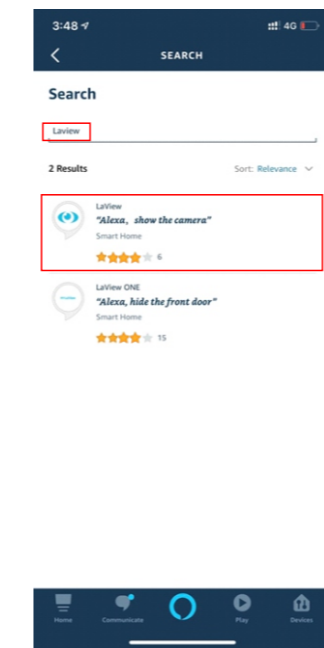 3:48
4G
SEARCH
Search
Laview
2 Results
Sort: Relevance
LaView
"Alexa, show the camera"
Smart Home
6
LaView ONE
"Alexa, hide the front door"
Smart Home
15
Home
Communicate
Play
Devices